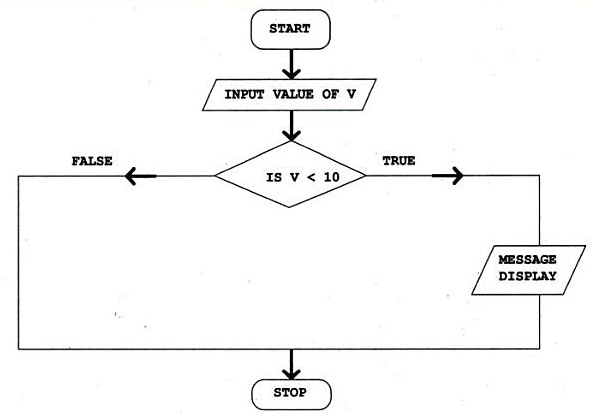 START
INPUT VALUE OF V
FALSE
TRUE
IS V < 10
MESSAGE
DISPLAY
STOP